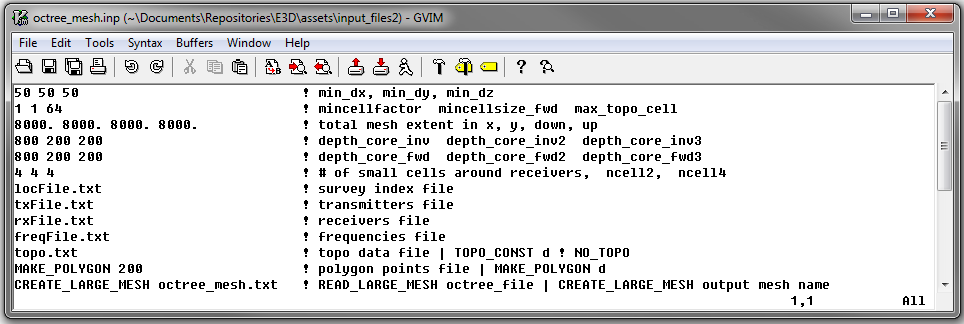 octree_mesh.inp (~\Documents\Repositories\E3D\assets\input_files2) - GVIM
File Edit Tools Syntax Buffers Window Help
50 50 50 ! min_dx, min_dy, min_dz
1 1 64 ! mincellfactor mincellsize_fwd max_topo_cell
8000. 8000. 8000. 8000. ! total mesh extent in x, y, down, up
800 200 200 ! depth_core_inv depth_core_inv2 depth_core_inv3
800 200 200 ! depth_core_fwd depth_core_fwd2 depth_core_fwd3
4 4 4 ! # of small cells around receivers, ncell2, ncell4
locFile.txt ! survey index file
txFile.txt ! transmitters file
rxFile.txt ! receivers file
freqFile.txt ! frequencies file
topo.txt ! topo data file | TOPO_CONST d ! NO_TOPO
MAKE_POLYGON 200 ! polygon points file | MAKE_POLYGON d
CREATE_LARGE_MESH octree_mesh.txt ! READ_LARGE_MESH octree_file | CREATE_LARGE_MESH output mesh name
1,1 All